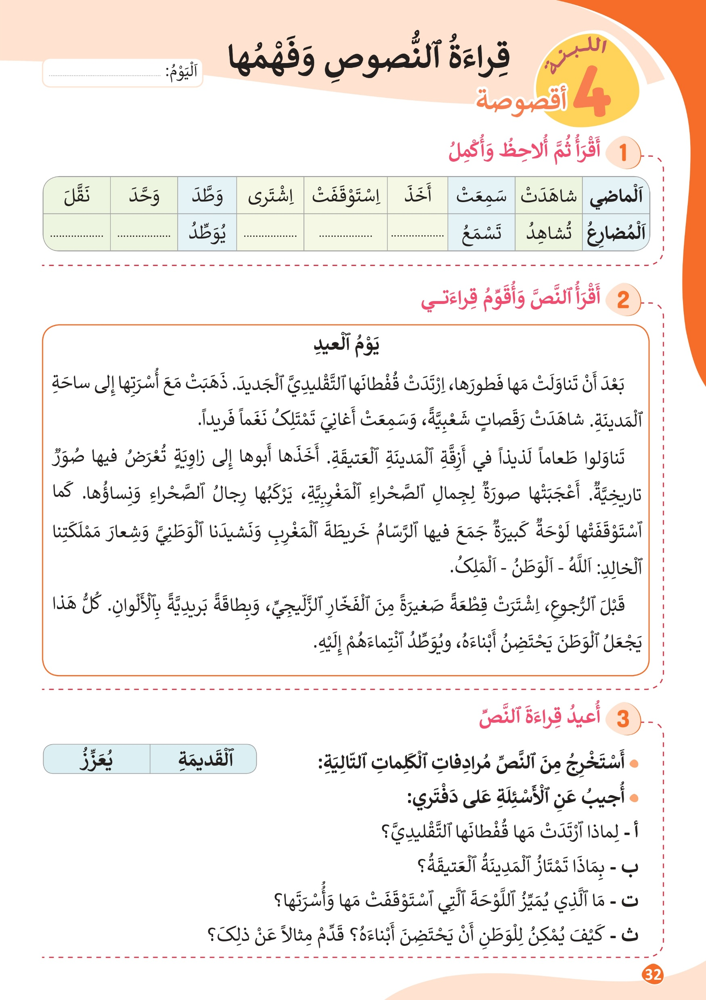 اللبنة
4
قِراءَةُ ٱلنُّصوصِ وَفَهْمُها
أقصوصة
اَلْيَوْمُ: ....................
1 أَقْرَأُ ثُمَّ أُلاحِظُ وَأُكْمِلُ
اَلْماضي شاهَدَتْ سَمِعَتْ أَخَذَ اِسْتَوْقَفَتْ اِشْتَرى وَطَّدَ وَحَّدَ نَقَّلَ
اَلْمُضارِعُ تُشاهِدُ تَسْمَعُ .................. .................. .................. يُوَطِّدُ .................. ..................
2 أَقْرَأُ ٱلنَّصَّ وَأُقَوِّمُ قِراءَتـي
يَوْمُ ٱلْعيدِ
بَعْدَ أَنْ تَناوَلَتْ مَها فَطورَها، اِرْتَدَتْ قُفْطانَها ٱلتَّقْليدِيَّ ٱلْجَديدَ. ذَهَبَتْ مَعَ أُسْرَتِها إِلى ساحَةِ
ٱلْمَدينَةِ. شاهَدَتْ رَقَصاتٍ شَعْبِيَّةً، وَسَمِعَتْ أَغانِيَ تَمْتَلِكُ نَغَماً فَريداً.
تَناوَلوا طَعاماً لَذيذاً في أَزِقَّةِ ٱلْمَدينَةِ ٱلْعَتيقَةِ. أَخَذَها أَبوها إِلى زاوِيَةٍ تُعْرَضُ فيها صُوَرٌ
تاريخِيَّةٌ. أَعْجَبَتْها صورَةٌ لِجِمالِ ٱلصَّحْراءِ ٱلْمَغْرِبِيَّةِ، يَرْكَبُها رِجالُ ٱلصَّحْراءِ وَنِساؤُها. كَما
ٱسْتَوْقَفَتْها لَوْحَةٌ كَبيرَةٌ جَمَعَ فيها ٱلرَّسّامُ خَريطَةَ ٱلْمَغْرِبِ وَنَشيدَنا ٱلْوَطَنِيَّ وَشِعارَ مَمْلَكَتِنا
ٱلْخالِدِ: اَللَّهُ - اَلْوَطَنُ - اَلْمَلِكُ.
قَبْلَ ٱلرُّجوعِ، اِشْتَرَتْ قِطْعَةً صَغيرَةً مِنَ ٱلْفَخّارِ ٱلزَّلّيجِيِّ، وَبِطاقَةً بَريدِيَّةً بِٱلْأَلْوانِ. كُلُّ هَذا
يَجْعَلُ ٱلْوَطَنَ يَحْتَضِنُ أَبْناءَهُ، ويُوَطِّدُ ٱنْتِماءَهُمْ إِلَيْهِ.
3 أُعيدُ قِراءَةَ ٱلنَّصِّ
• أَسْتَخْرِجُ مِنَ ٱلنَّصِّ مُرادِفاتِ ٱلْكَلِماتِ ٱلتّالِيَةِ: ٱلْقَديمَةِ يُعَزِّزُ
• أُجيبُ عَنِ ٱلْأَسْئِلَةِ عَلى دَفْتَري:
أ - لِماذا ٱرْتَدَتْ مَها قُفْطانَها ٱلتَّقْليدِيَّ؟
ب - بِمَاذَا تَمْتَازُ ٱلْمَدِينَةُ ٱلْعَتيقَةُ؟
ت - مَا ٱلَّذِي يُمَيِّزُ ٱللَّوْحَةَ ٱلَّتِي ٱسْتَوْقَفَتْ مَها وَأُسْرَتَها؟
ث - كَيْفَ يُمْكِنُ لِلْوَطَنِ أَنْ يَحْتَضِنَ أَبْناءَهُ؟ قَدِّمْ مِثالاً عَنْ ذلِكَ؟
32